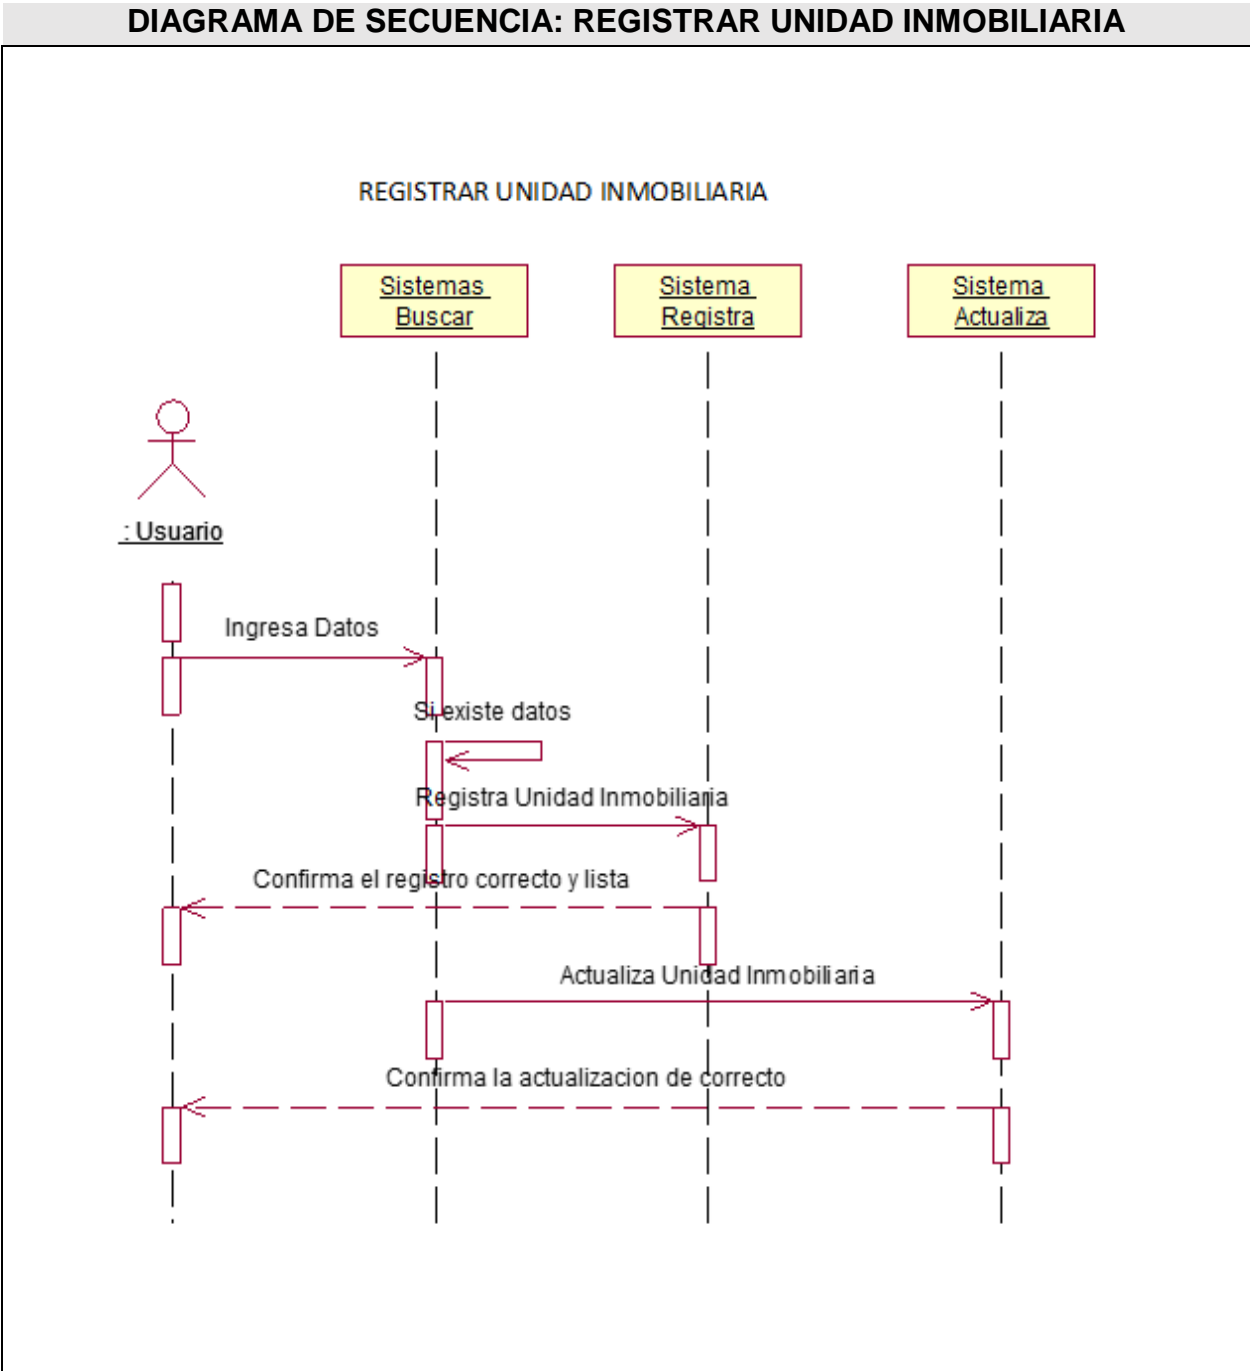 DIAGRAMA DE SECUENCIA: REGISTRAR UNIDAD INMOBILIARIA
REGISTRAR UNIDAD INMOBILIARIA
Sistemas
Buscar
Sistema
Registra
Sistema
Actualiza
: Usuario
Ingresa Datos
Si existe datos
Registra Unidad Inmobiliaria
Confirma el registro correcto y lista
Actualiza Unidad Inmobiliaria
Confirma la actualizacion de correcto